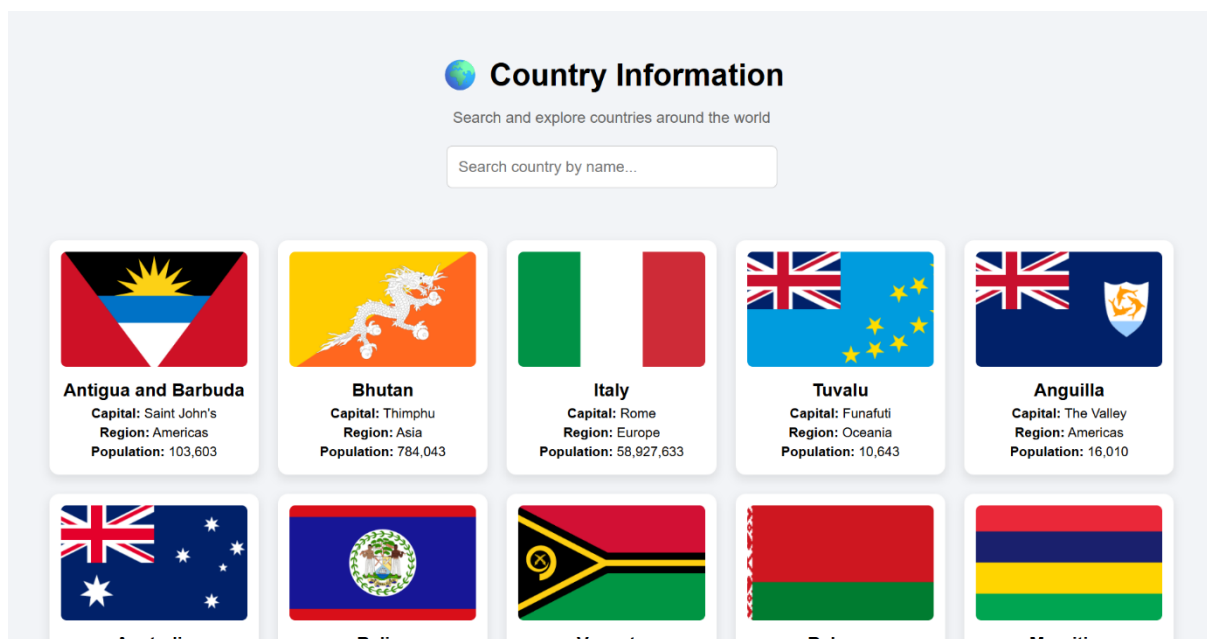 Country Information
Search and explore countries around the world
Search country by name...
Antigua and Barbuda
Capital: Saint John's
Region: Americas
Population: 103,603
Bhutan
Capital: Thimphu
Region: Asia
Population: 784,043
Italy
Capital: Rome
Region: Europe
Population: 58,927,633
Tuvalu
Capital: Funafuti
Region: Oceania
Population: 10,643
Anguilla
Capital: The Valley
Region: Americas
Population: 16,010